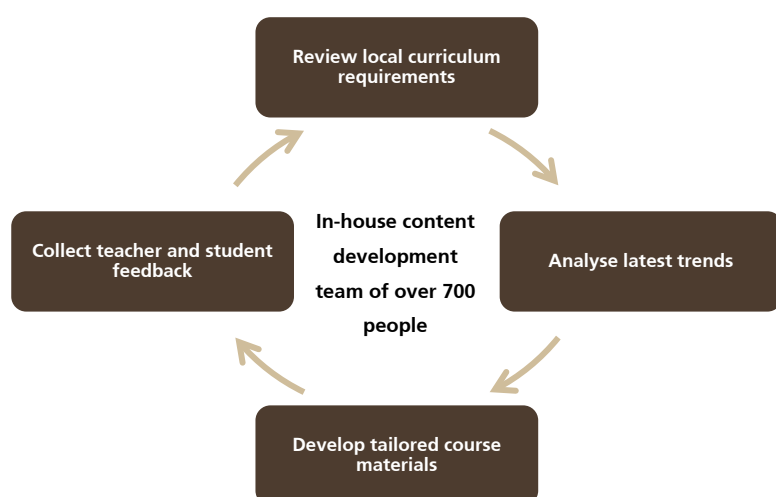 Review local curriculum
requirements
Collect teacher and student
feedback
In-house content
development
team of over 700
people
Analyse latest trends
Develop tailored course
materials